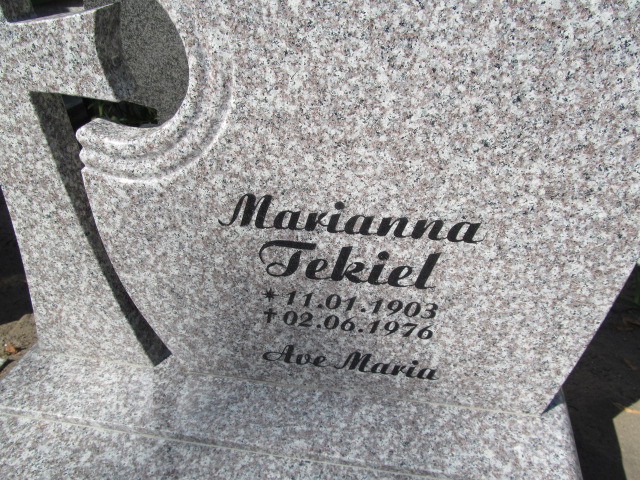 Marianna
Tekiel
* 11.01.1903
† 02.06.1976
Ave Maria